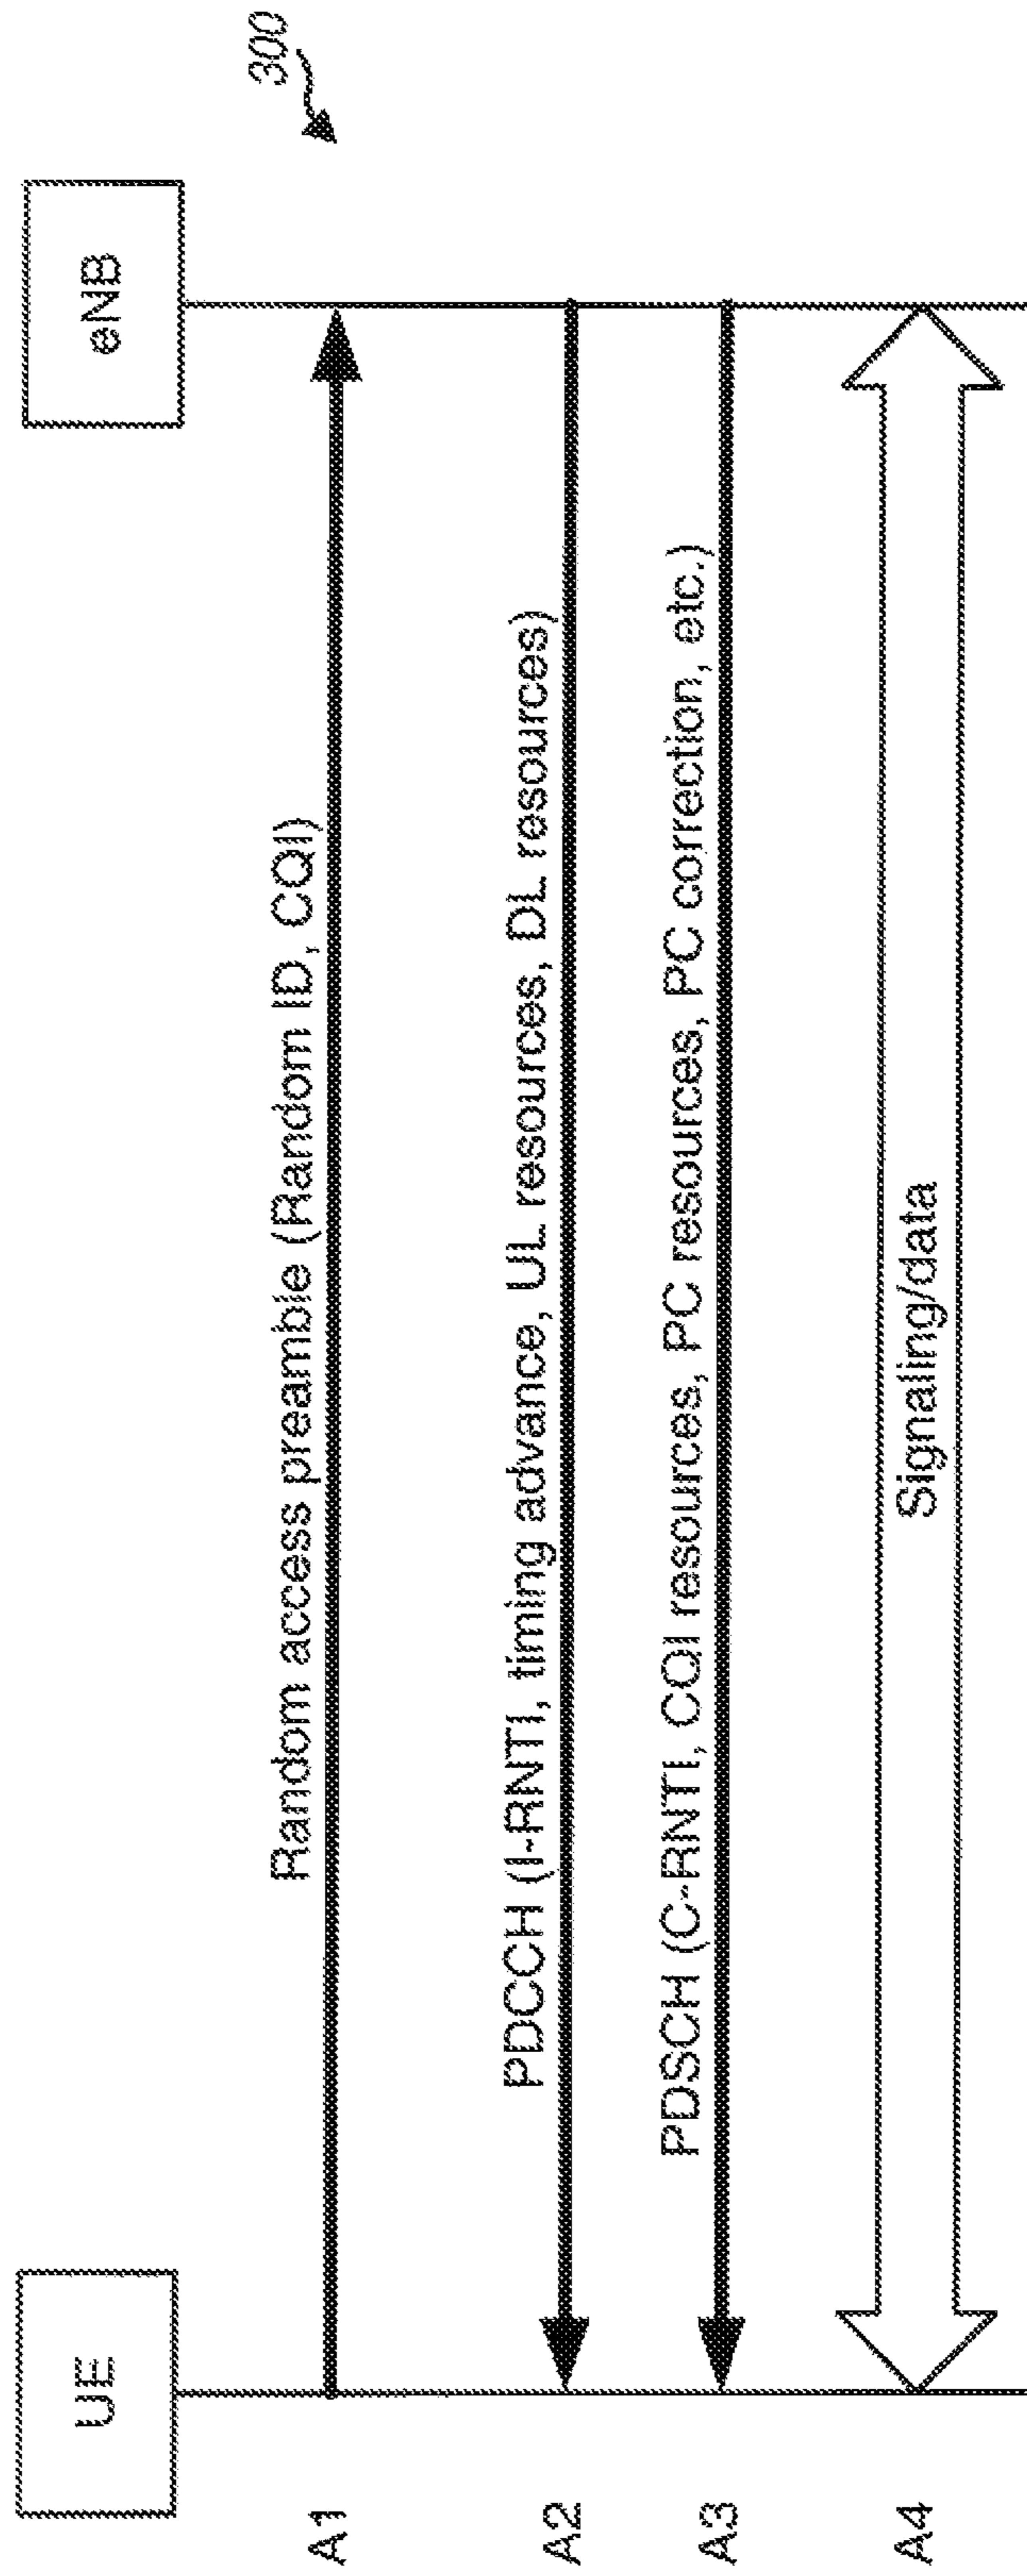 UE
eNB
300
A1
Random access preamble (Random ID, CQI)
A2
PDCCH (I-RNTI, timing advance, UL resources, DL resources)
A3
PDSCH (C-RNTI, CQI resources, PC resources, PC correction, etc.)
A4
Signaling/data